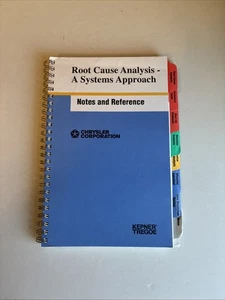 Root Cause Analysis -
A Systems Approach
Notes and Reference
CHRYSLER
CORPORATION
KEPNER
TREGOE